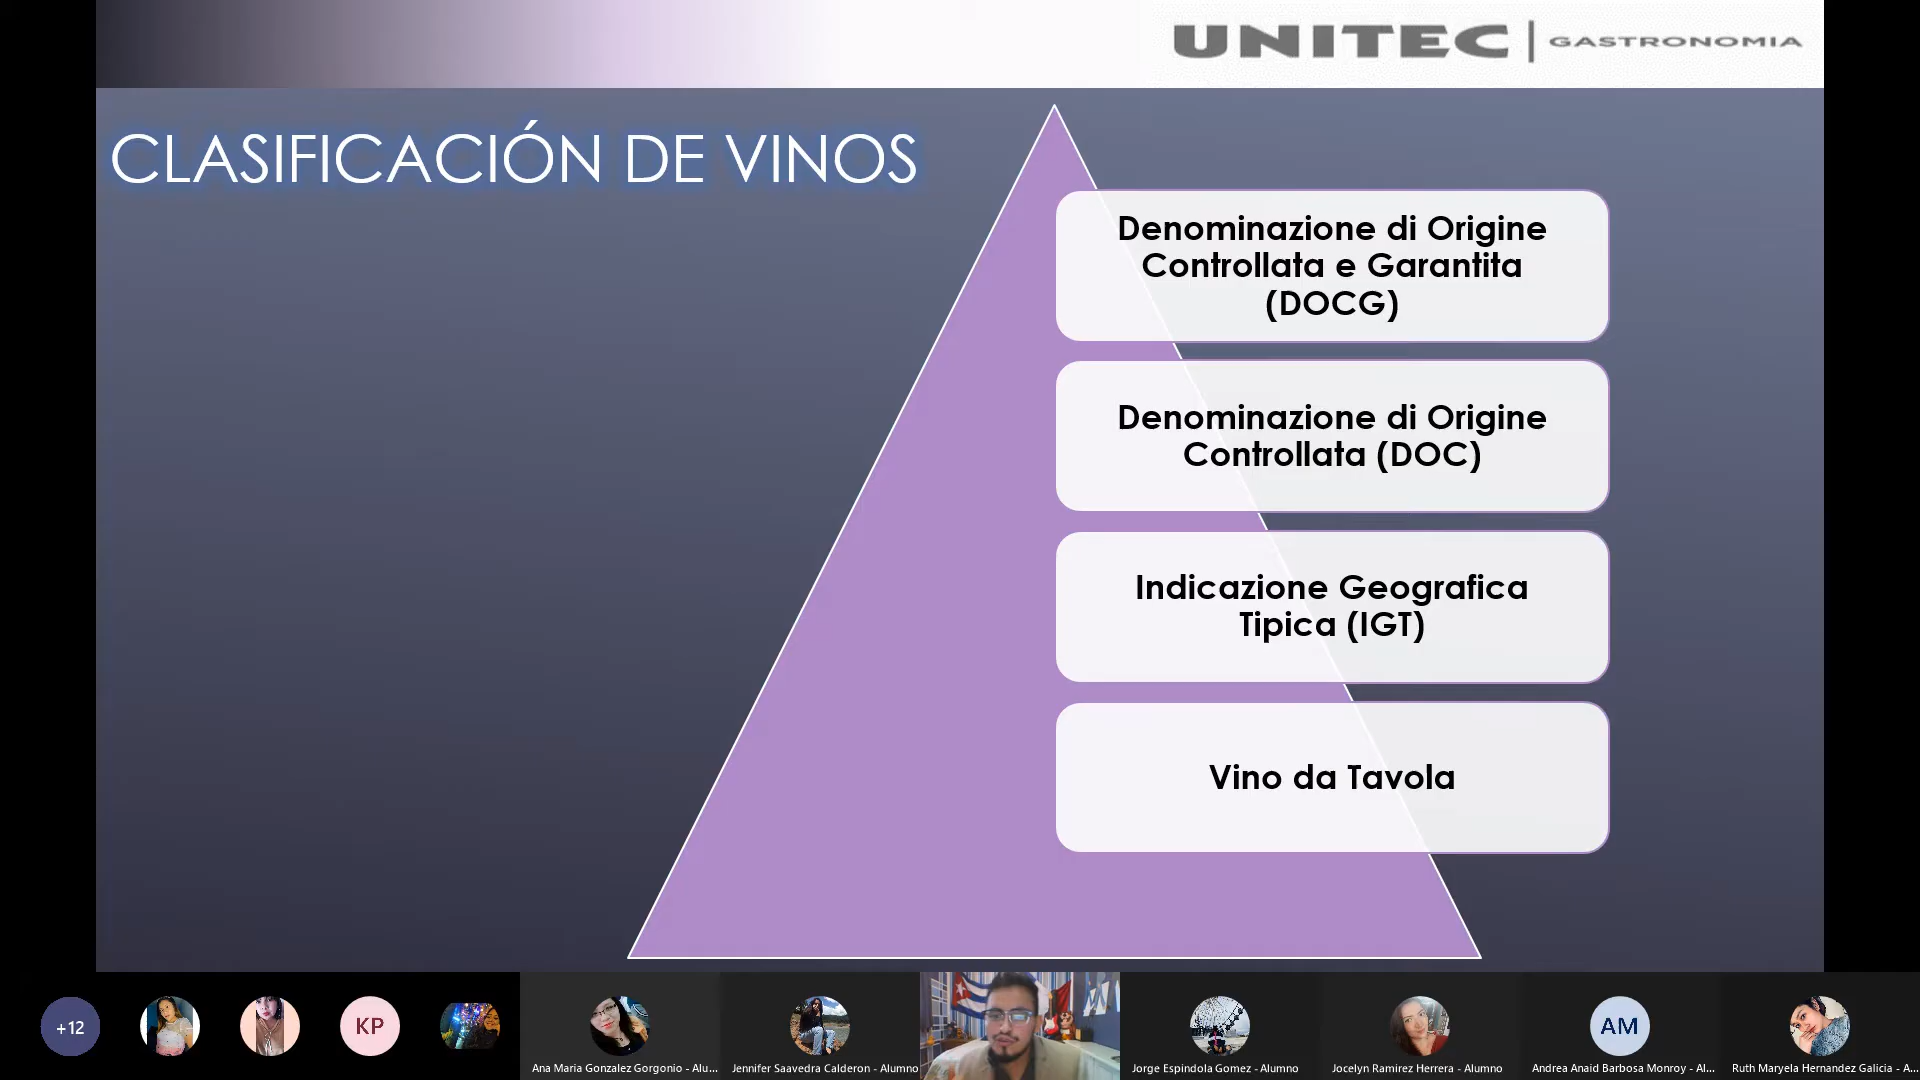 UNITEC | GASTRONOMIA
CLASIFICACIÓN DE VINOS
Denominazione di Origine
Controllata e Garantita
(DOCG)
Denominazione di Origine
Controllata (DOC)
Indicazione Geografica
Tipica (IGT)
Vino da Tavola
+12
KP
AM
Ana Maria Gonzalez Gorgonio - Alu...
Jennifer Saavedra Calderon - Alumno
Jorge Espindola Gomez - Alumno
Jocelyn Ramirez Herrera - Alumno
Andrea Anaid Barbosa Monroy - Al...
Ruth Maryela Hernandez Galicia - A...